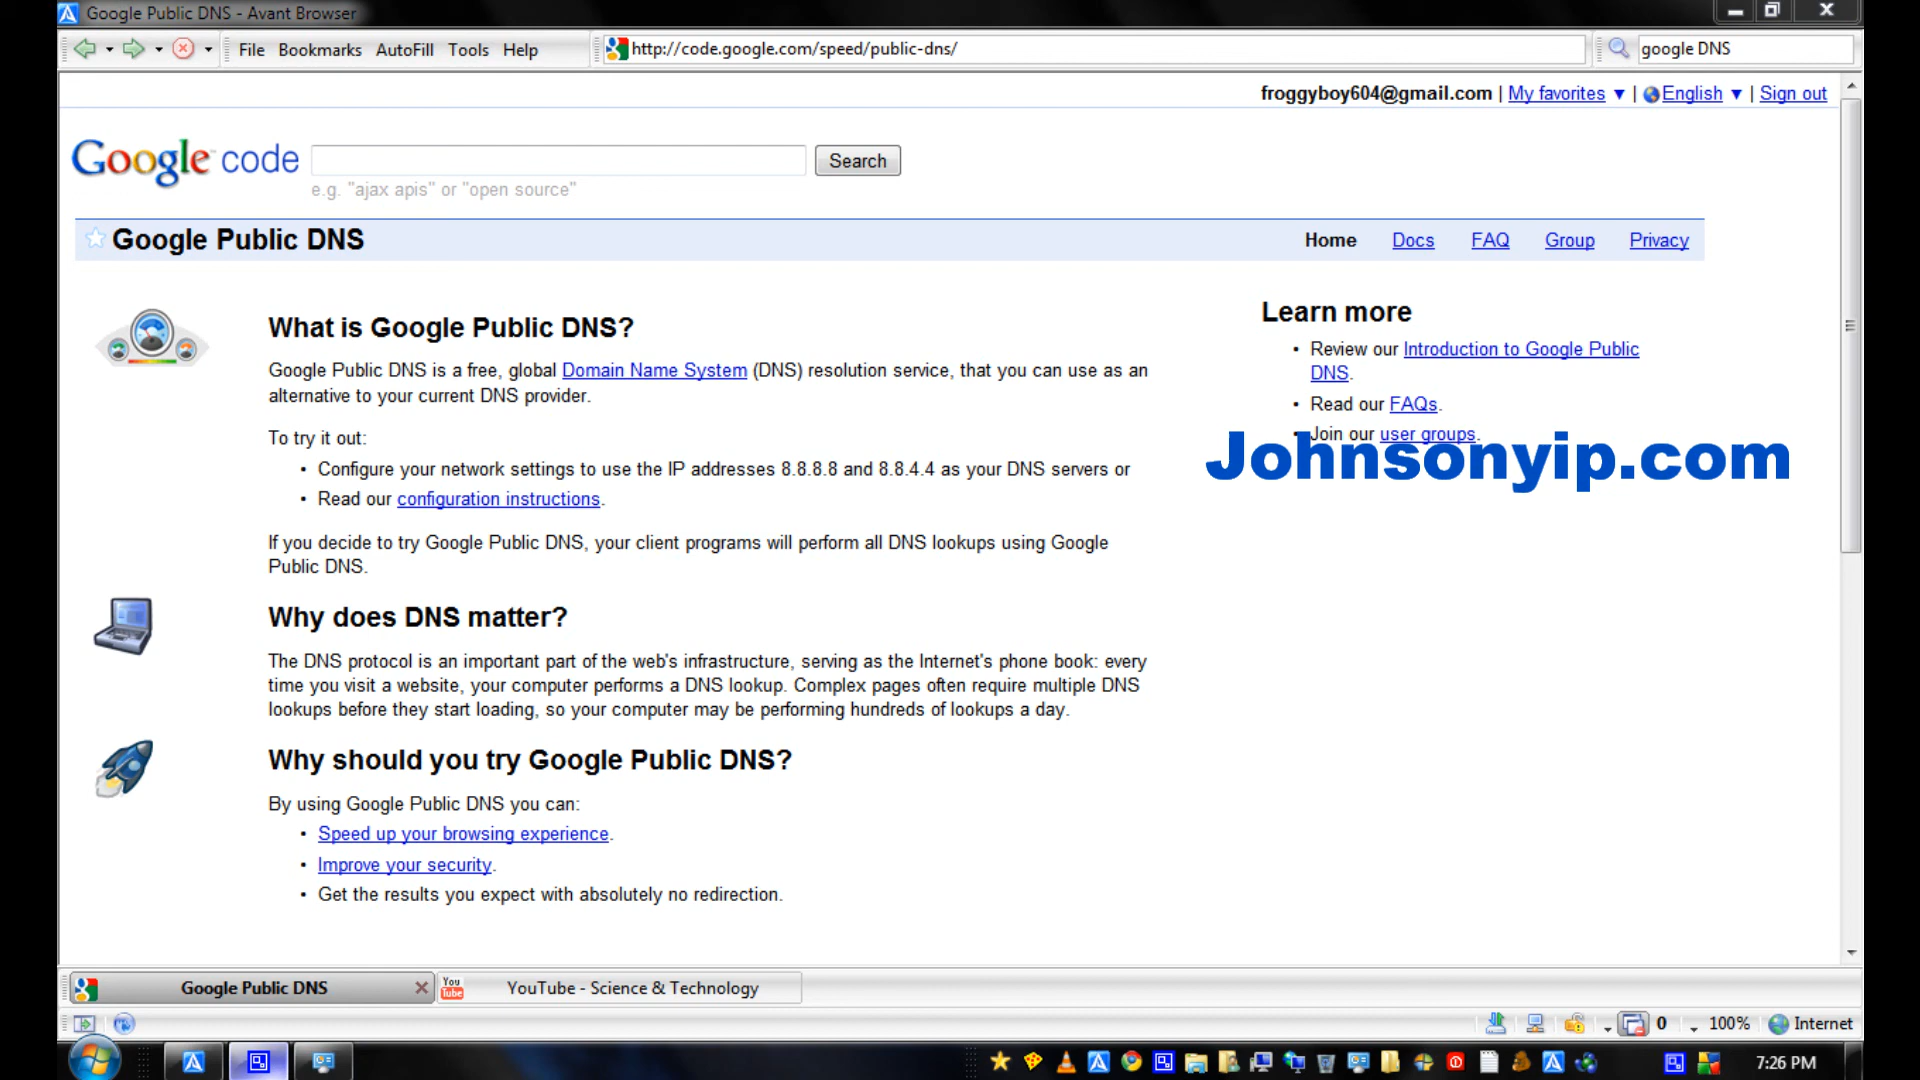 Google Public DNS - Avant Browser
File Bookmarks AutoFill Tools Help
http://code.google.com/speed/public-dns/
google DNS
froggyboy604@gmail.com | My favorites ▼ | English ▼ | Sign out
Google code
Search
e.g. "ajax apis" or "open source"
Google Public DNS
Home Docs FAQ Group Privacy
What is Google Public DNS?
Google Public DNS is a free, global Domain Name System (DNS) resolution service, that you can use as an
alternative to your current DNS provider.
To try it out:
• Configure your network settings to use the IP addresses 8.8.8.8 and 8.8.4.4 as your DNS servers or
• Read our configuration instructions.
If you decide to try Google Public DNS, your client programs will perform all DNS lookups using Google
Public DNS.
Why does DNS matter?
The DNS protocol is an important part of the web's infrastructure, serving as the Internet's phone book: every
time you visit a website, your computer performs a DNS lookup. Complex pages often require multiple DNS
lookups before they start loading, so your computer may be performing hundreds of lookups a day.
Why should you try Google Public DNS?
By using Google Public DNS you can:
• Speed up your browsing experience.
• Improve your security.
• Get the results you expect with absolutely no redirection.
Learn more
• Review our Introduction to Google Public
DNS.
• Read our FAQs.
• Join our user groups.
Johnsonyip.com
Google Public DNS
You
Tube
YouTube - Science & Technology
0
100%
Internet
7:26 PM